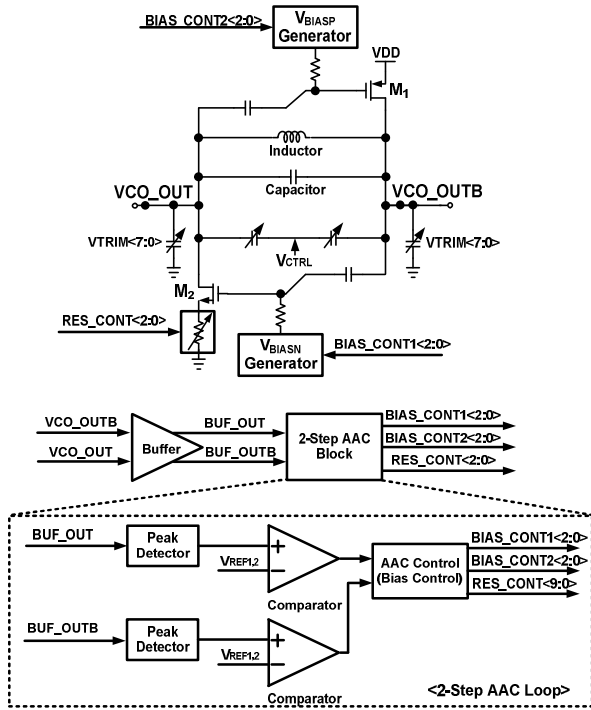 BIAS_CONT2<2:0>
VBIASP
Generator
VDD
M1
Inductor
Capacitor
VCO_OUT
VCO_OUTB
VTRIM<7:0>
VCTRL
VTRIM<7:0>
M2
RES_CONT<2:0>
VBIASN
Generator
BIAS_CONT1<2:0>
VCO_OUTB
VCO_OUT
Buffer
BUF_OUT
BUF_OUTB
2-Step AAC
Block
BIAS_CONT1<2:0>
BIAS_CONT2<2:0>
RES_CONT<2:0>
BUF_OUT
Peak
Detector
VREF1,2
Comparator
AAC Control
(Bias Control)
BIAS_CONT1<2:0>
BIAS_CONT2<2:0>
RES_CONT<9:0>
BUF_OUTB
Peak
Detector
VREF1,2
Comparator
<2-Step AAC Loop>